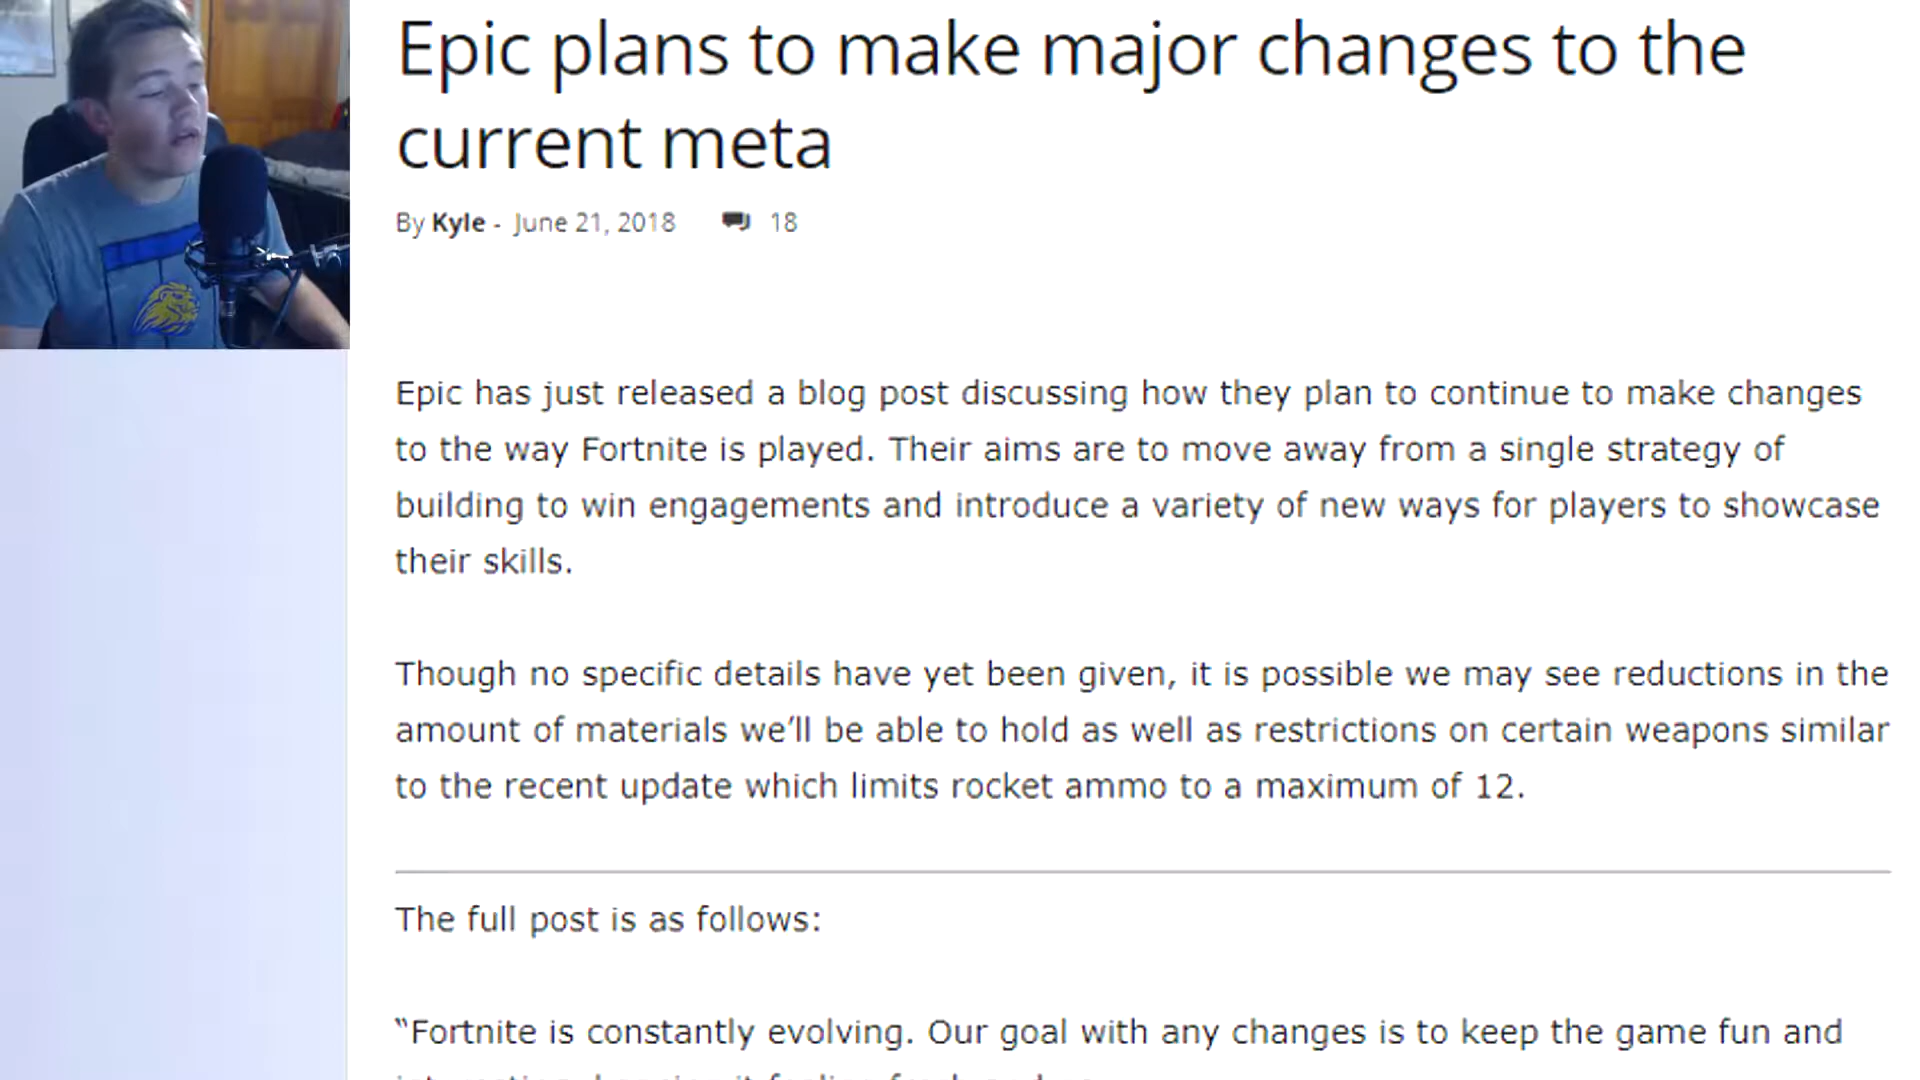 Epic plans to make major changes to the
current meta
By Kyle - June 21, 2018 18
Epic has just released a blog post discussing how they plan to continue to make changes
to the way Fortnite is played. Their aims are to move away from a single strategy of
building to win engagements and introduce a variety of new ways for players to showcase
their skills.
Though no specific details have yet been given, it is possible we may see reductions in the
amount of materials we’ll be able to hold as well as restrictions on certain weapons similar
to the recent update which limits rocket ammo to a maximum of 12.
The full post is as follows:
“Fortnite is constantly evolving. Our goal with any changes is to keep the game fun and